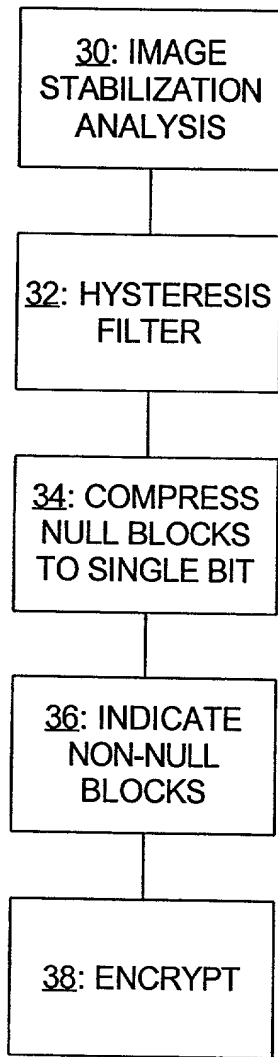 30: IMAGE
STABILIZATION
ANALYSIS
32: HYSTERESIS
FILTER
34: COMPRESS
NULL BLOCKS
TO SINGLE BIT
36: INDICATE
NON-NULL
BLOCKS
38: ENCRYPT